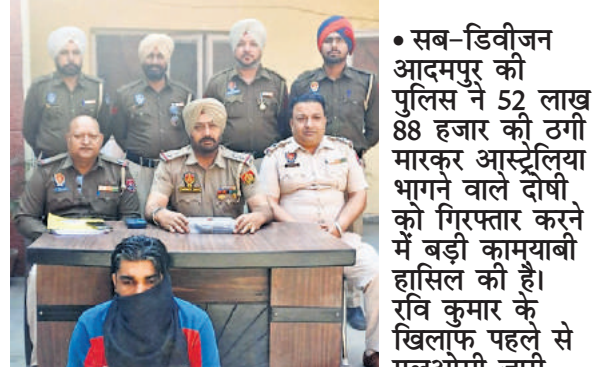 • सब-डिवीजन
आदमपुर की
पुलिस ने 52 लाख
88 हजार की ठगी
मारकर आस्ट्रेलिया
भागने वाले दोषी
को गिरफ्तार करने
में बड़ी कामयाबी
हासिल की है।
रवि कुमार के
खिलाफ पहले से